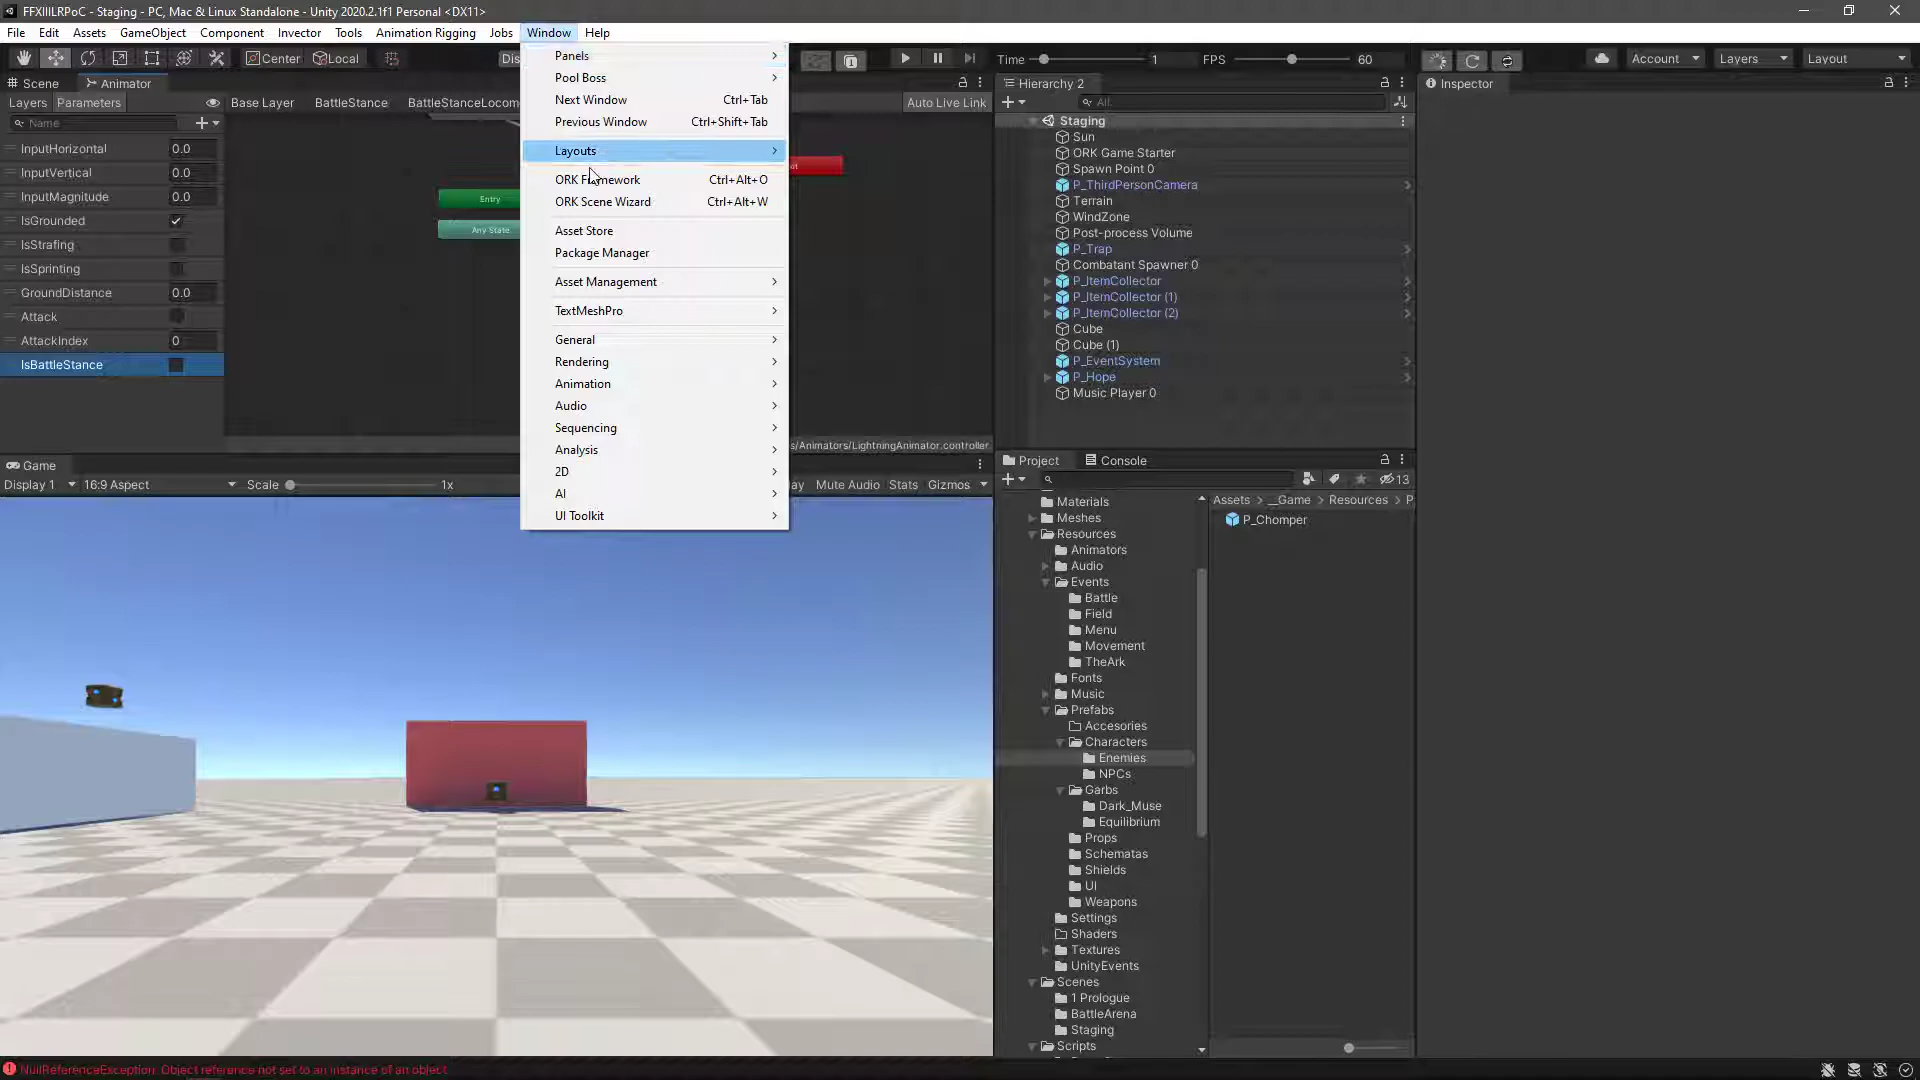 FFXIIILRPoC - Staging - PC, Mac & Linux Standalone - Unity 2020.2.1f1 Personal <DX11>
File Edit Assets GameObject Component Invector Tools Animation Rigging Jobs Window Help
Center Local Time 1 FPS 60 Account Layers Layout
Scene Animator
Layers Parameters Base Layer BattleStance Auto Live Link
Name
InputHorizontal 0.0
InputVertical 0.0
InputMagnitude 0.0
IsGrounded
IsStrafing
IsSprinting
GroundDistance 0.0
Attack
AttackIndex 0
IsBattleStance
Entry
Any State
s/Animators/LightningAnimator.controller
Panels
Pool Boss
Next Window Ctrl+Tab
Previous Window Ctrl+Shift+Tab
Layouts
ORK Framework Ctrl+Alt+O
ORK Scene Wizard Ctrl+Alt+W
Asset Store
Package Manager
Asset Management
TextMeshPro
General
Rendering
Animation
Audio
Sequencing
Analysis
2D
AI
UI Toolkit
Game
Display 1 16:9 Aspect Scale 1x Mute Audio Stats Gizmos
Hierarchy 2
All
Staging
Sun
ORK Game Starter
Spawn Point 0
P_ThirdPersonCamera
Terrain
WindZone
Post-process Volume
P_Trap
Combatant Spawner 0
P_ItemCollector
P_ItemCollector (1)
P_ItemCollector (2)
Cube
Cube (1)
P_EventSystem
P_Hope
Music Player 0
Project Console
13
Materials
Meshes
Resources
Animators
Audio
Events
Battle
Field
Menu
Movement
TheArk
Fonts
Music
Prefabs
Accesories
Characters
Enemies
NPCs
Garbs
Dark_Muse
Equilibrium
Props
Schematas
Shields
UI
Weapons
Settings
Shaders
Textures
UnityEvents
Scenes
1 Prologue
BattleArena
Staging
Scripts
Assets > __Game > Resources > P
P_Chomper
Inspector
NullReferenceException: Object reference not set to an instance of an object